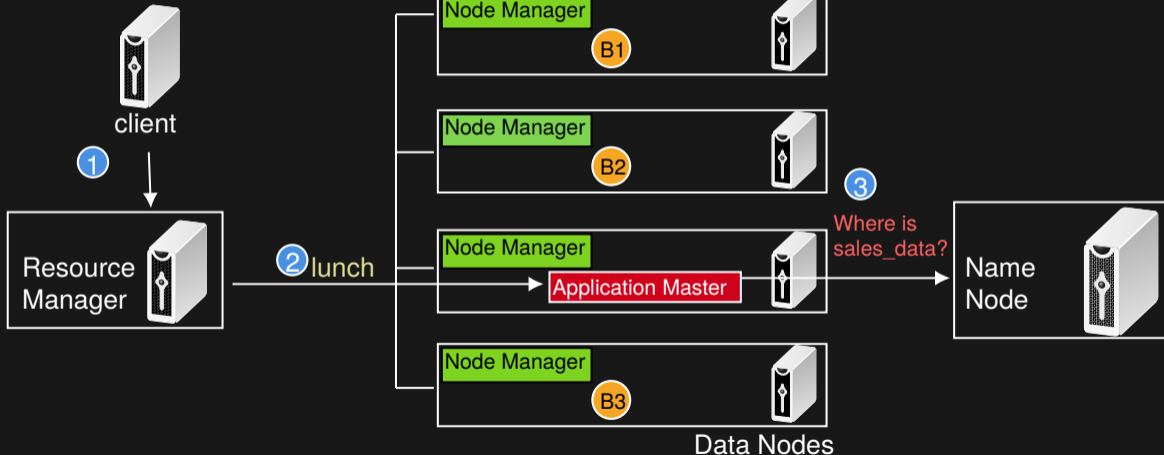 client
1
Resource
Manager
2
lunch
Node Manager
B1
Node Manager
B2
Node Manager
Application Master
Node Manager
B3
Data Nodes
3
Where is
sales_data?
Name
Node